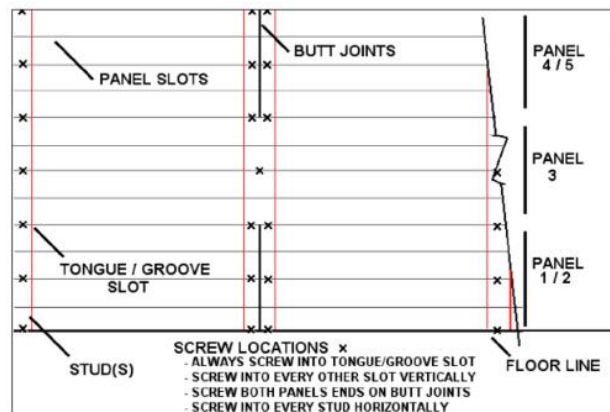 BUTT JOINTS
PANEL
4 / 5
PANEL SLOTS
PANEL
3
TONGUE / GROOVE
SLOT
PANEL
1 / 2
STUD(S)
SCREW LOCATIONS x
- ALWAYS SCREW INTO TONGUE/GROOVE SLOT
- SCREW INTO EVERY OTHER SLOT VERTICALLY
- SCREW BOTH PANELS ENDS ON BUTT JOINTS
- SCREW INTO EVERY STUD HORIZONTALLY
FLOOR LINE